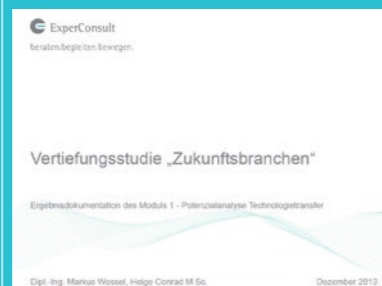 ExperConsult
beraten.begleiten.bewegen.
Vertiefungsstudie „Zukunftsbranchen“
Ergebnisdokumentation des Moduls 1 - Potenzialanalyse Technologietransfer
Dipl.-Ing. Markus Wessel, Helge Conrad M.Sc.
Dezember 2013